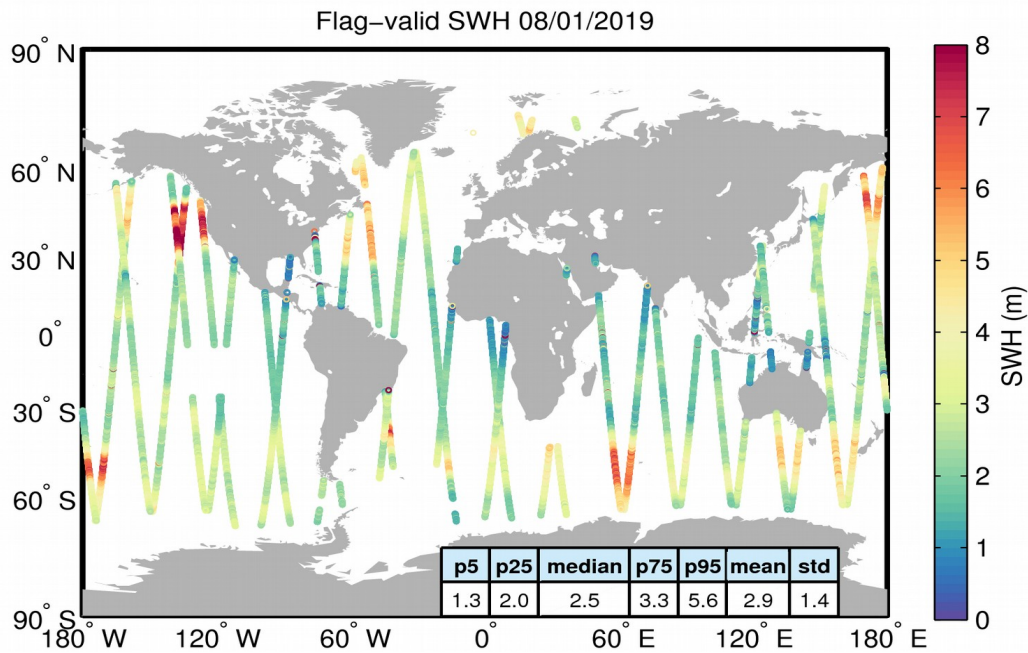 Flag−valid SWH 08/01/2019
90° N
60° N
30° N
0°
30° S
60° S
90° S
180° W
120° W
60° W
0°
60° E
120° E
180° E
8
7
6
5
4
3
2
1
0
SWH (m)
p5 p25 median p75 p95 mean std
1.3 2.0 2.5 3.3 5.6 2.9 1.4